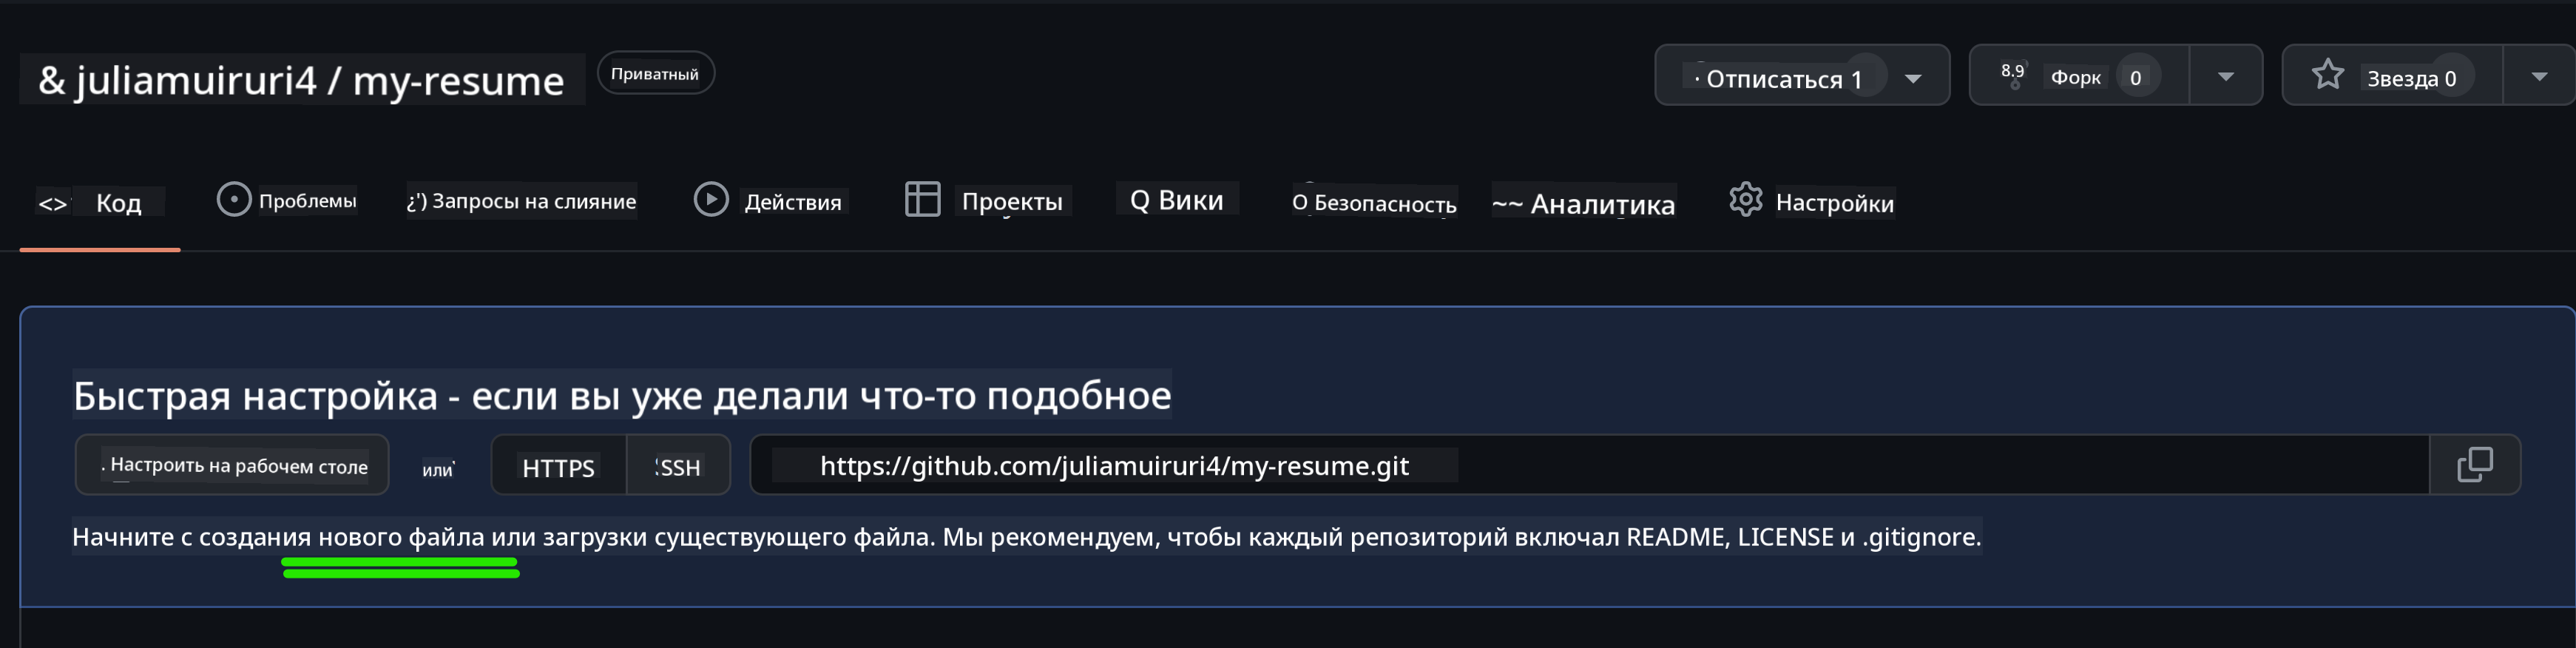 & juliamuiruri4 / my-resume Приватный · Отписаться 1 8.9 Форк 0 Звезда 0
<> Код Проблемы ¿') Запросы на слияние Действия Проекты Q Вики О Безопасность ~~ Аналитика Настройки
Быстрая настройка - если вы уже делали что-то подобное
. Настроить на рабочем столе или HTTPS SSH https://github.com/juliamuiruri4/my-resume.git
Начните с создания нового файла или загрузки существующего файла. Мы рекомендуем, чтобы каждый репозиторий включал README, LICENSE и .gitignore.